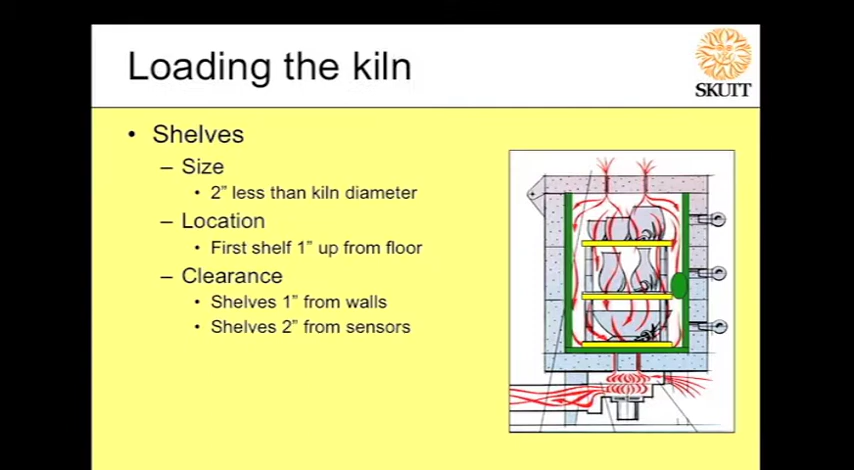 Loading the kiln
SKUTT
• Shelves
– Size
• 2” less than kiln diameter
– Location
• First shelf 1” up from floor
– Clearance
• Shelves 1” from walls
• Shelves 2” from sensors